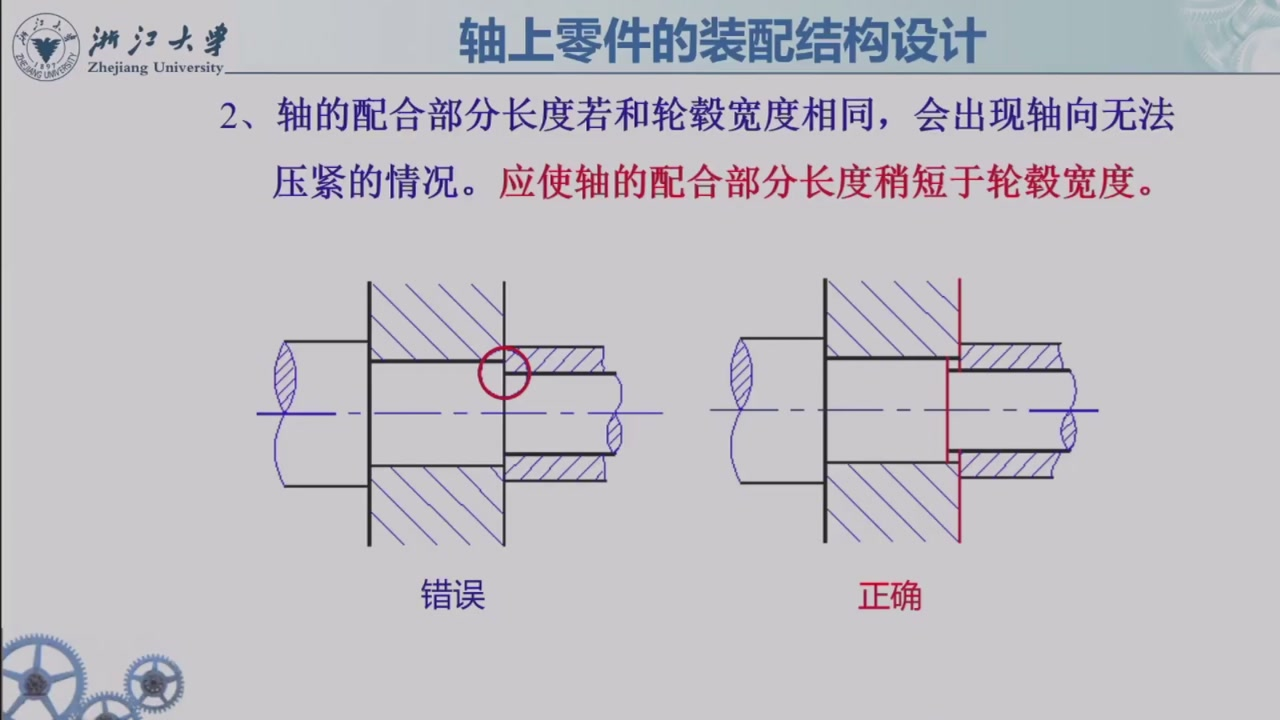 浙江大学
Zhejiang University
轴上零件的装配结构设计
2、轴的配合部分长度若和轮毂宽度相同，会出现轴向无法
压紧的情况。应使轴的配合部分长度稍短于轮毂宽度。
错误
正确